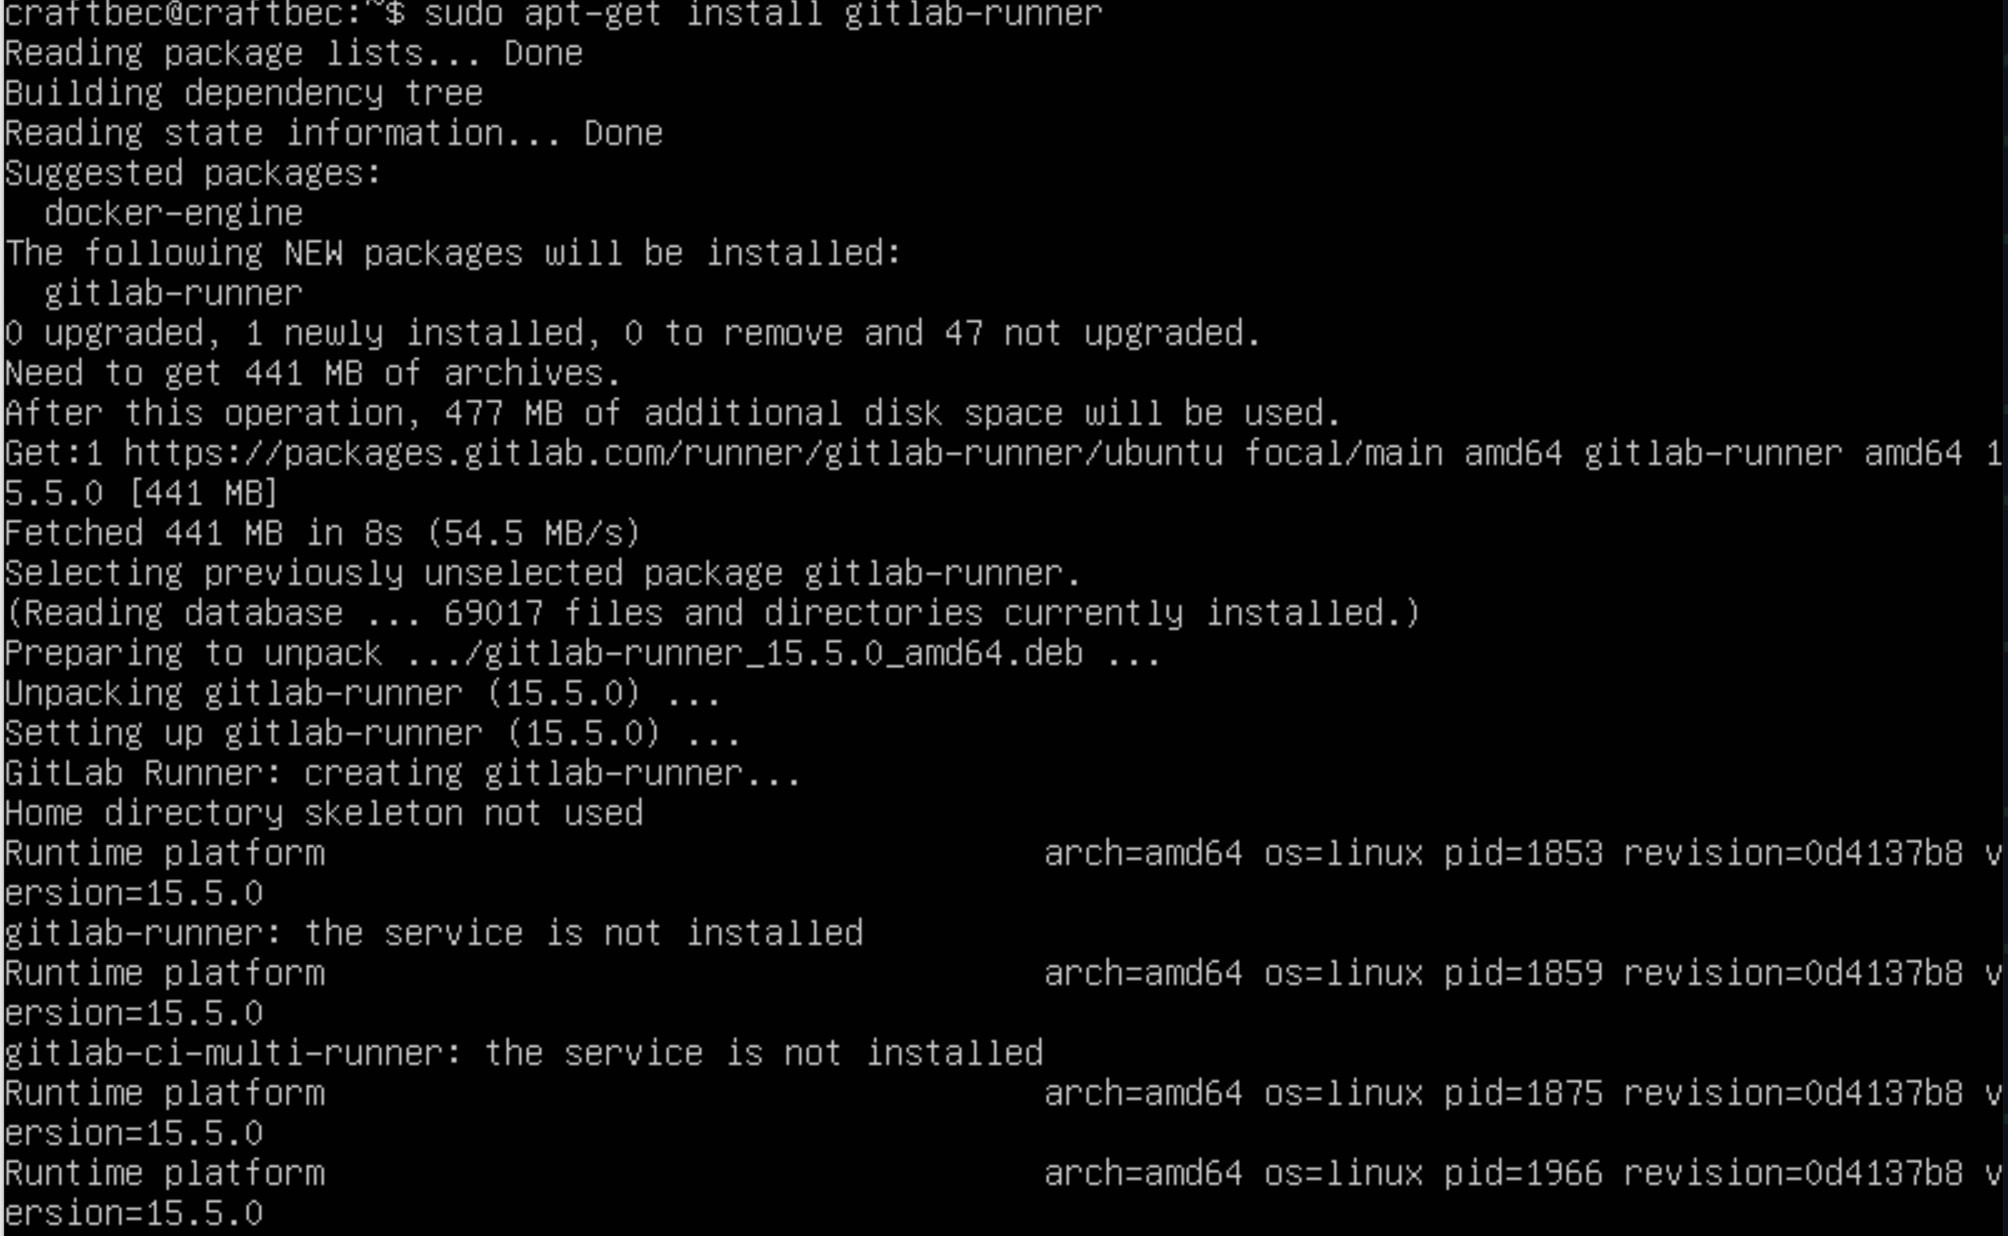 craftbec@craftbec:~$ sudo apt-get install gitlab-runner
Reading package lists... Done
Building dependency tree
Reading state information... Done
Suggested packages:
  docker-engine
The following NEW packages will be installed:
  gitlab-runner
0 upgraded, 1 newly installed, 0 to remove and 47 not upgraded.
Need to get 441 MB of archives.
After this operation, 477 MB of additional disk space will be used.
Get:1 https://packages.gitlab.com/runner/gitlab-runner/ubuntu focal/main amd64 gitlab-runner amd64 1
5.5.0 [441 MB]
Fetched 441 MB in 8s (54.5 MB/s)
Selecting previously unselected package gitlab-runner.
(Reading database ... 69017 files and directories currently installed.)
Preparing to unpack .../gitlab-runner_15.5.0_amd64.deb ...
Unpacking gitlab-runner (15.5.0) ...
Setting up gitlab-runner (15.5.0) ...
GitLab Runner: creating gitlab-runner...
Home directory skeleton not used
Runtime platform                                    arch=amd64 os=linux pid=1853 revision=0d4137b8 v
ersion=15.5.0
gitlab-runner: the service is not installed
Runtime platform                                    arch=amd64 os=linux pid=1859 revision=0d4137b8 v
ersion=15.5.0
gitlab-ci-multi-runner: the service is not installed
Runtime platform                                    arch=amd64 os=linux pid=1875 revision=0d4137b8 v
ersion=15.5.0
Runtime platform                                    arch=amd64 os=linux pid=1966 revision=0d4137b8 v
ersion=15.5.0